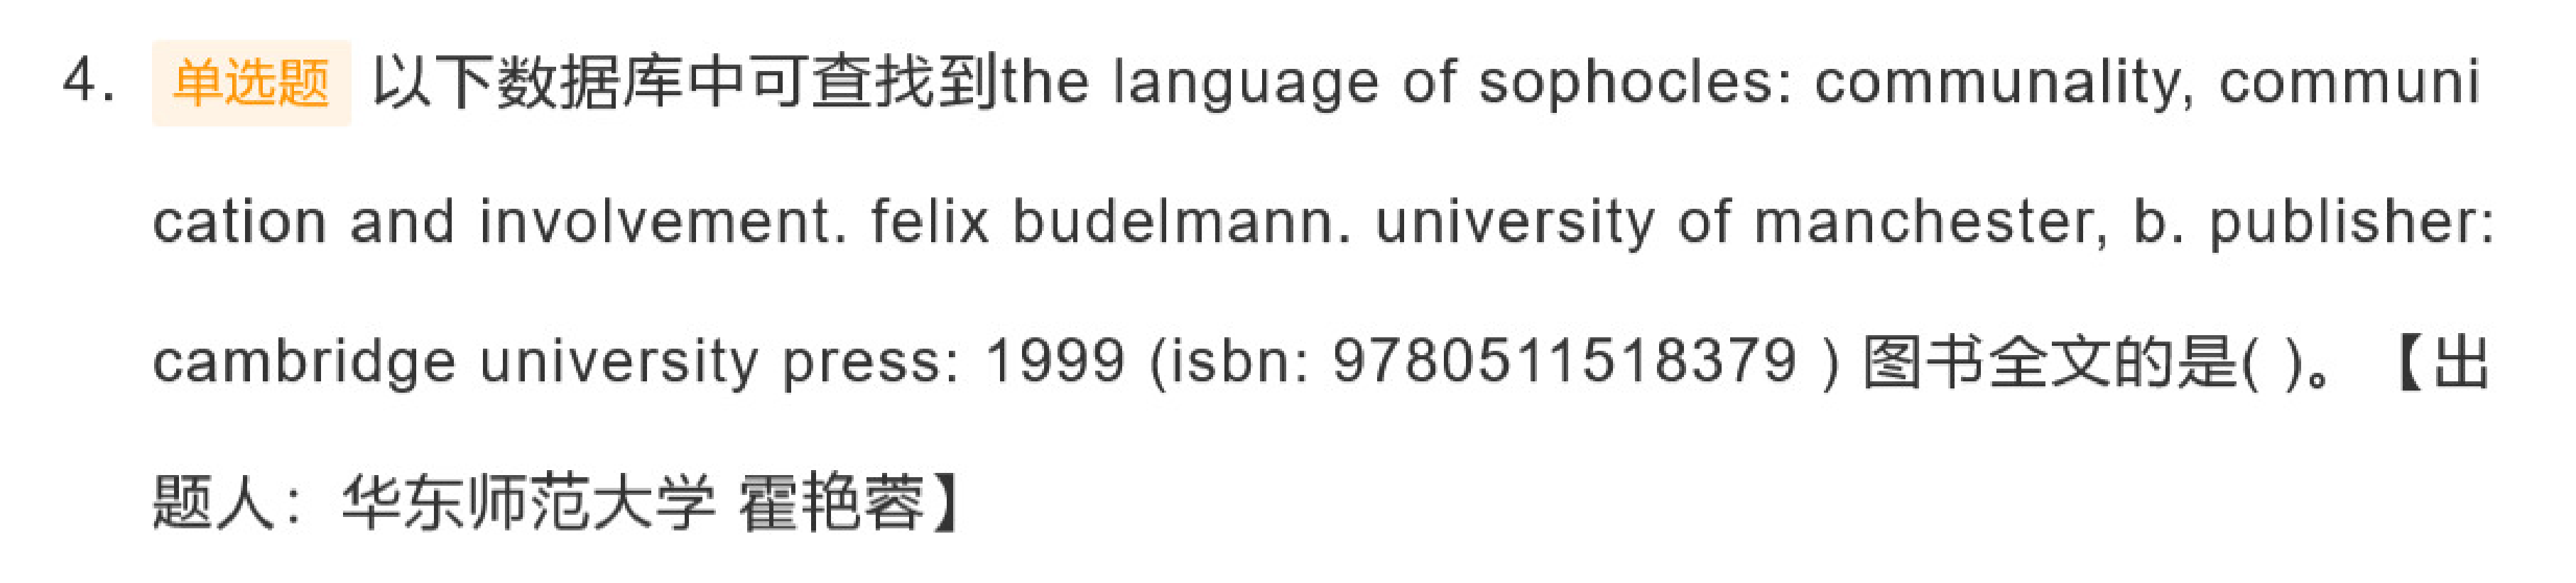 4. 单选题 以下数据库中可查找到the language of sophocles: communality, communi
cation and involvement. felix budelmann. university of manchester, b. publisher:
cambridge university press: 1999 (isbn: 9780511518379 ) 图书全文的是( )。【出
题人：华东师范大学 霍艳蓉】